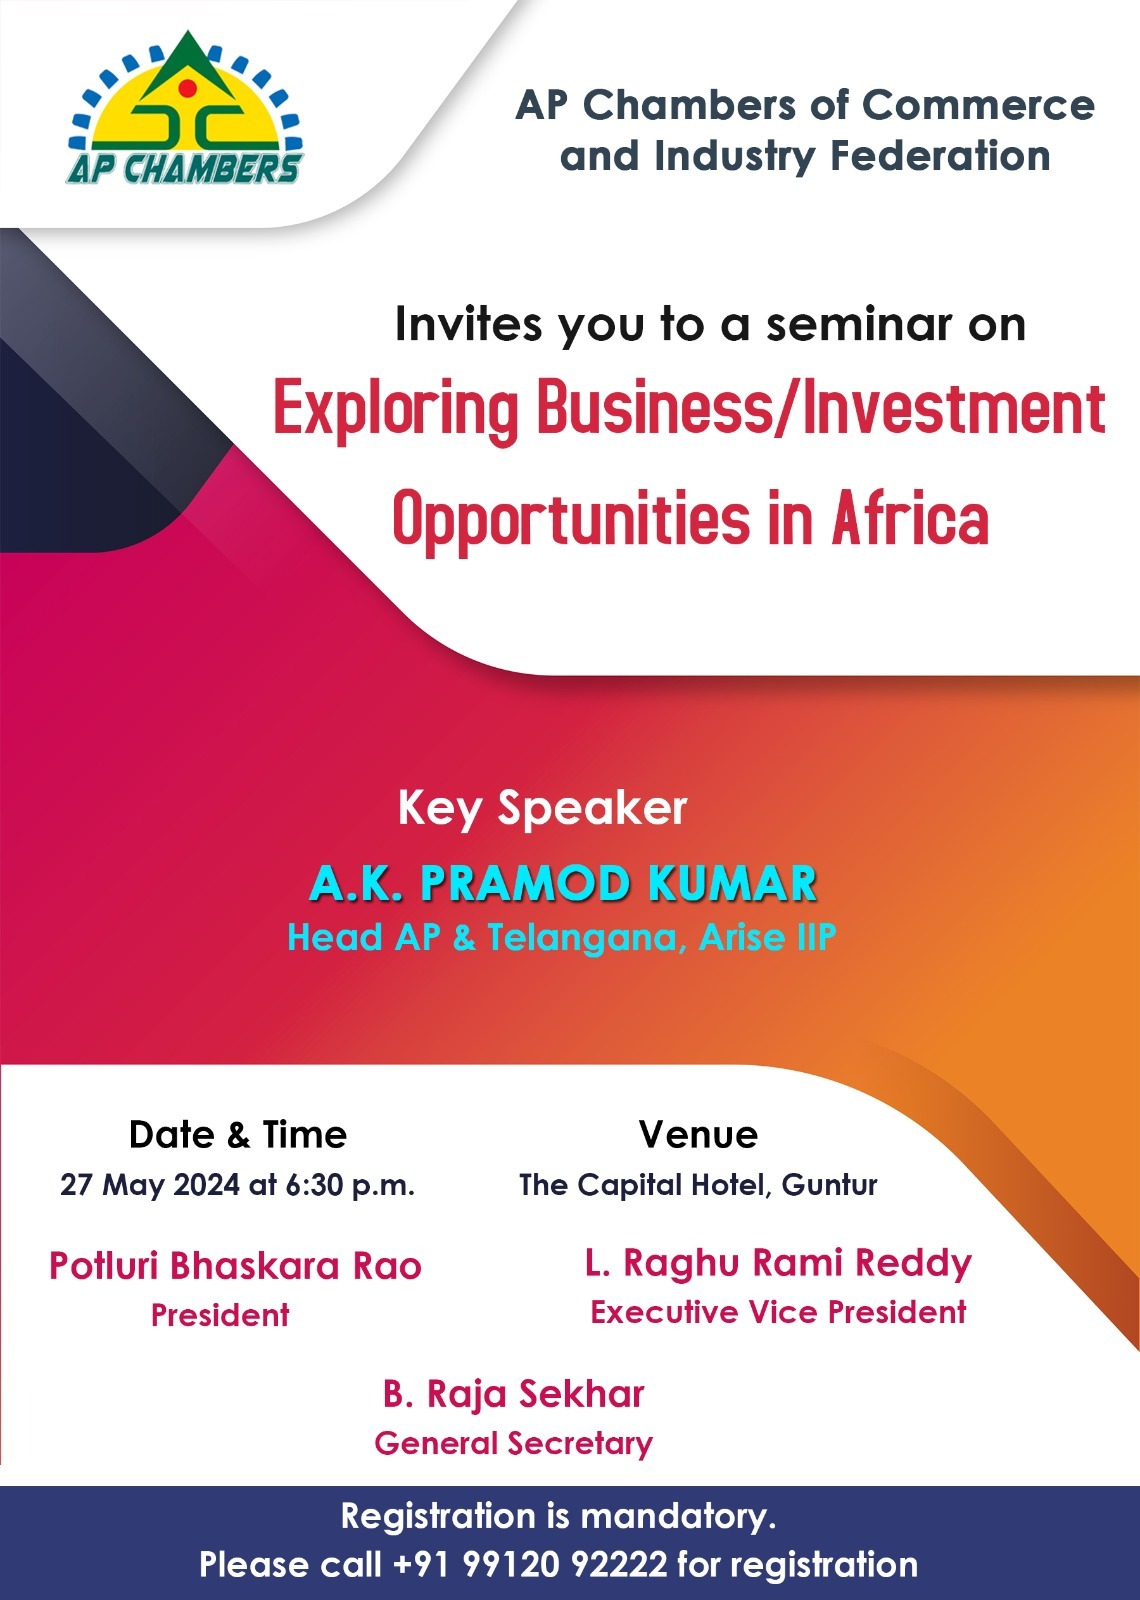 AP CHAMBERS
AP Chambers of Commerce
and Industry Federation
Invites you to a seminar on
Exploring Business/Investment
Opportunities in Africa
Key Speaker
A.K. PRAMOD KUMAR
Head AP & Telangana, Arise IIP
Date & Time
27 May 2024 at 6:30 p.m.
Venue
The Capital Hotel, Guntur
Potluri Bhaskara Rao
President
L. Raghu Rami Reddy
Executive Vice President
B. Raja Sekhar
General Secretary
Registration is mandatory.
Please call +91 99120 92222 for registration